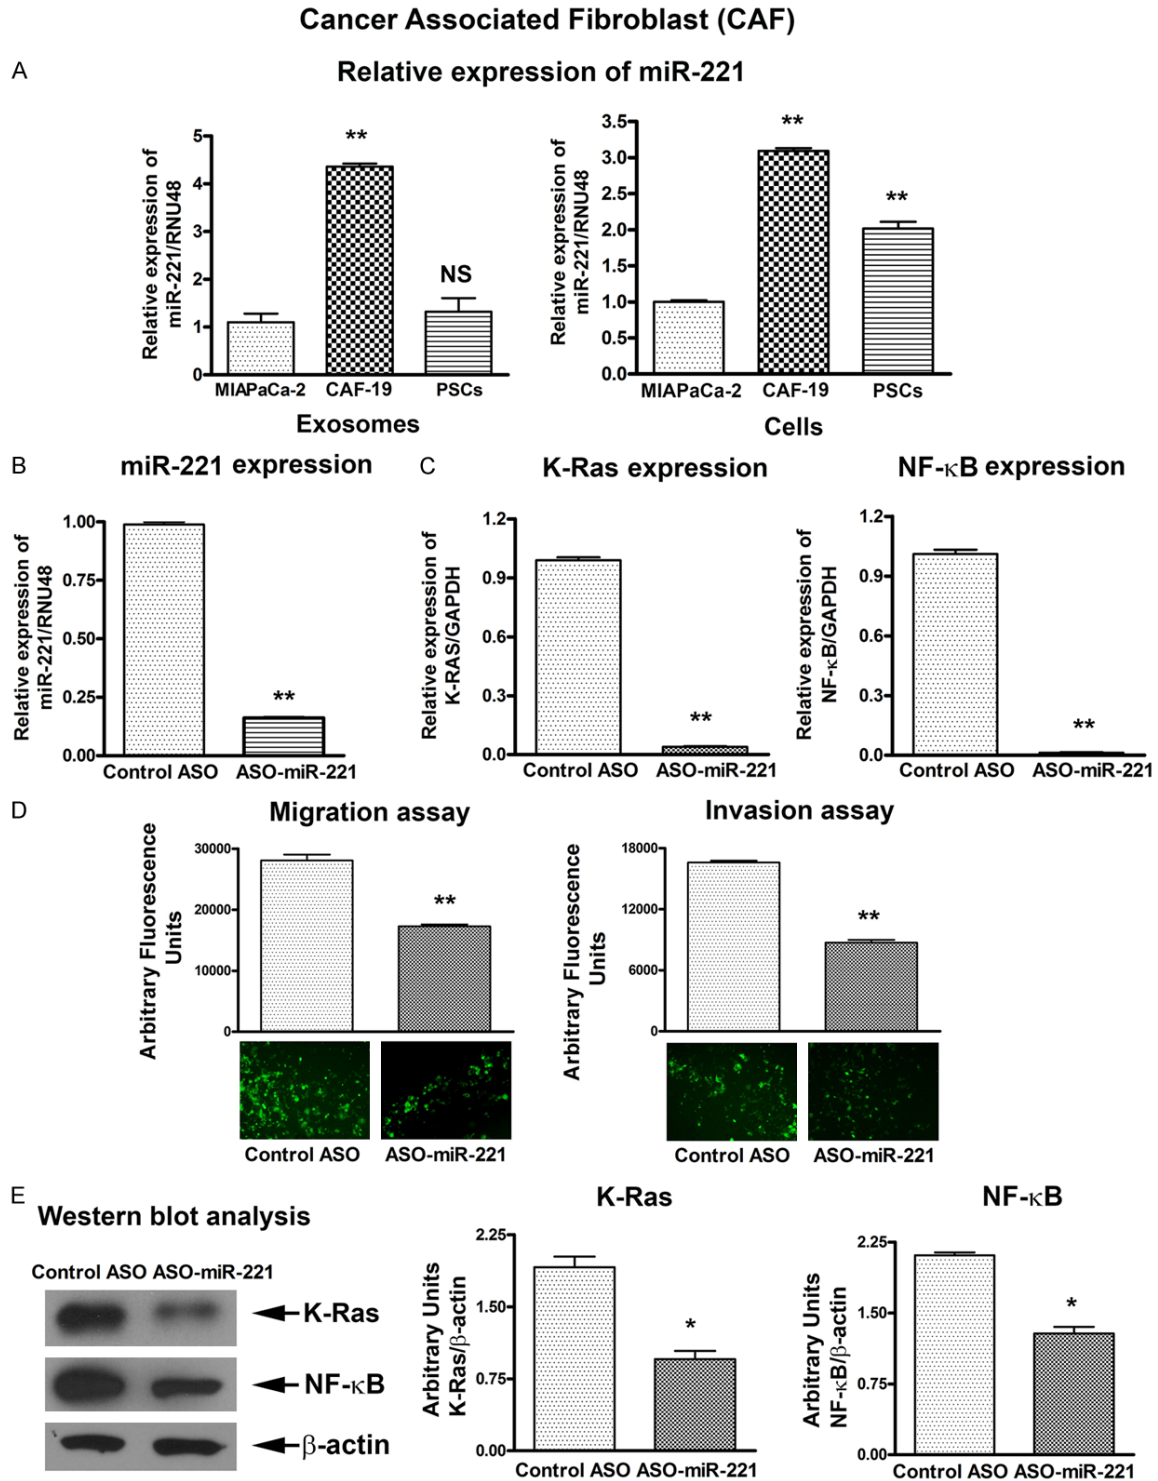 Cancer Associated Fibroblast (CAF)
A
Relative expression of miR-221
Relative expression of
miR-221/RNU48
5
4
3
2
1
0
**
NS
MIAPaCa-2 CAF-19 PSCs
Exosomes
Relative expression of
miR-221/RNU48
3.5
3.0
2.5
2.0
1.5
1.0
0.5
0.0
**
**
MIAPaCa-2 CAF-19 PSCs
Cells
B
miR-221 expression
Relative expression of
miR-221/RNU48
1.00
0.75
0.50
0.25
0.00
**
Control ASO ASO-miR-221
C
K-Ras expression
Relative expression of
K-RAS/GAPDH
1.2
0.9
0.6
0.3
0.0
**
Control ASO ASO-miR-221
NF-κB expression
Relative expression of
NF-κB/GAPDH
1.2
0.9
0.6
0.3
0.0
**
Control ASO ASO-miR-221
D
Migration assay
Arbitrary Fluorescence
Units
30000
20000
10000
0
**
Control ASO ASO-miR-221
Invasion assay
Arbitrary Fluorescence
Units
18000
12000
6000
0
**
Control ASO ASO-miR-221
E
Western blot analysis
Control ASO ASO-miR-221
K-Ras
NF-κB
β-actin
K-Ras
Arbitrary Units
K-Ras/β-actin
2.25
1.50
0.75
0.00
*
Control ASO ASO-miR-221
NF-κB
Arbitrary Units
NF-κB/β-actin
2.25
1.50
0.75
0.00
*
Control ASO ASO-miR-221